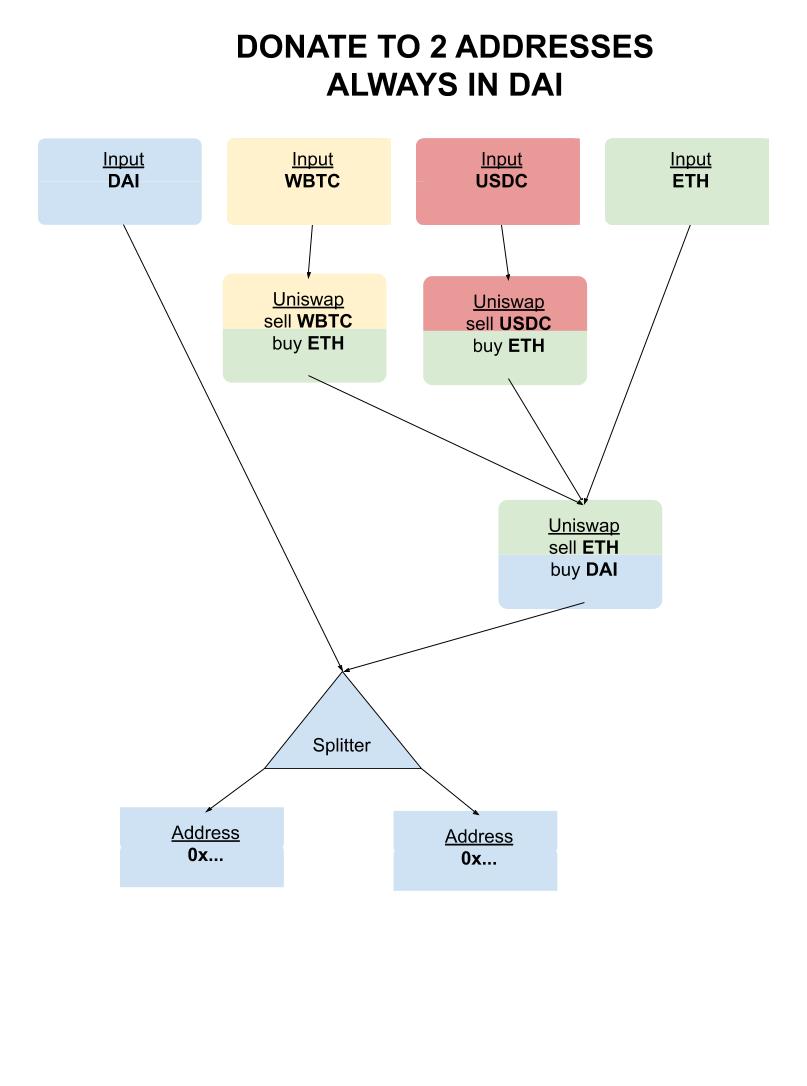 DONATE TO 2 ADDRESSES
ALWAYS IN DAI
Input
DAI
Input
WBTC
Input
USDC
Input
ETH
Uniswap
sell WBTC
buy ETH
Uniswap
sell USDC
buy ETH
Uniswap
sell ETH
buy DAI
Splitter
Address
0x...
Address
0x...